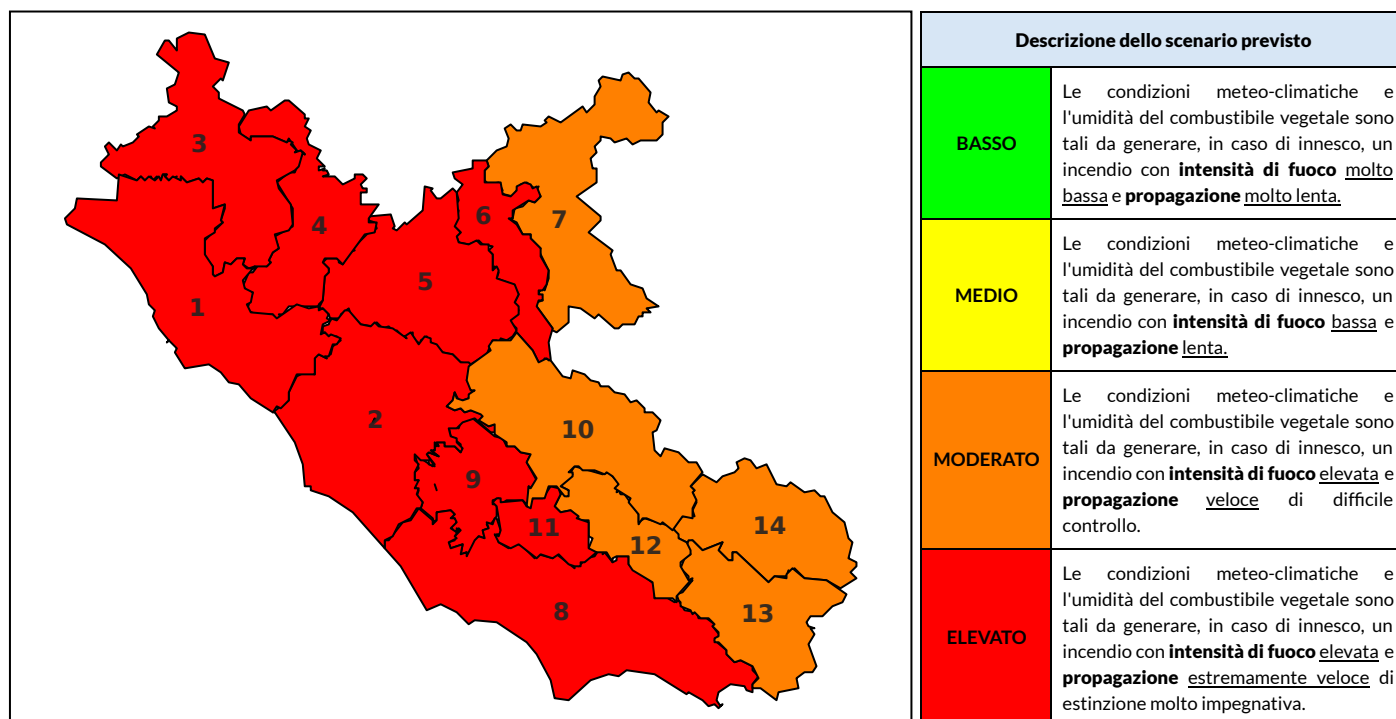 3
4
6
7
5
1
2
10
9
11
14
12
8
13
Descrizione dello scenario previsto
BASSO
Le condizioni meteo-climatiche e
l'umidità del combustibile vegetale sono
tali da generare, in caso di innesco, un
incendio con intensità di fuoco molto
bassa e propagazione molto lenta.
MEDIO
Le condizioni meteo-climatiche e
l'umidità del combustibile vegetale sono
tali da generare, in caso di innesco, un
incendio con intensità di fuoco bassa e
propagazione lenta.
MODERATO
Le condizioni meteo-climatiche e
l'umidità del combustibile vegetale sono
tali da generare, in caso di innesco, un
incendio con intensità di fuoco elevata e
propagazione veloce di difficile
controllo.
ELEVATO
Le condizioni meteo-climatiche e
l'umidità del combustibile vegetale sono
tali da generare, in caso di innesco, un
incendio con intensità di fuoco elevata e
propagazione estremamente veloce di
estinzione molto impegnativa.